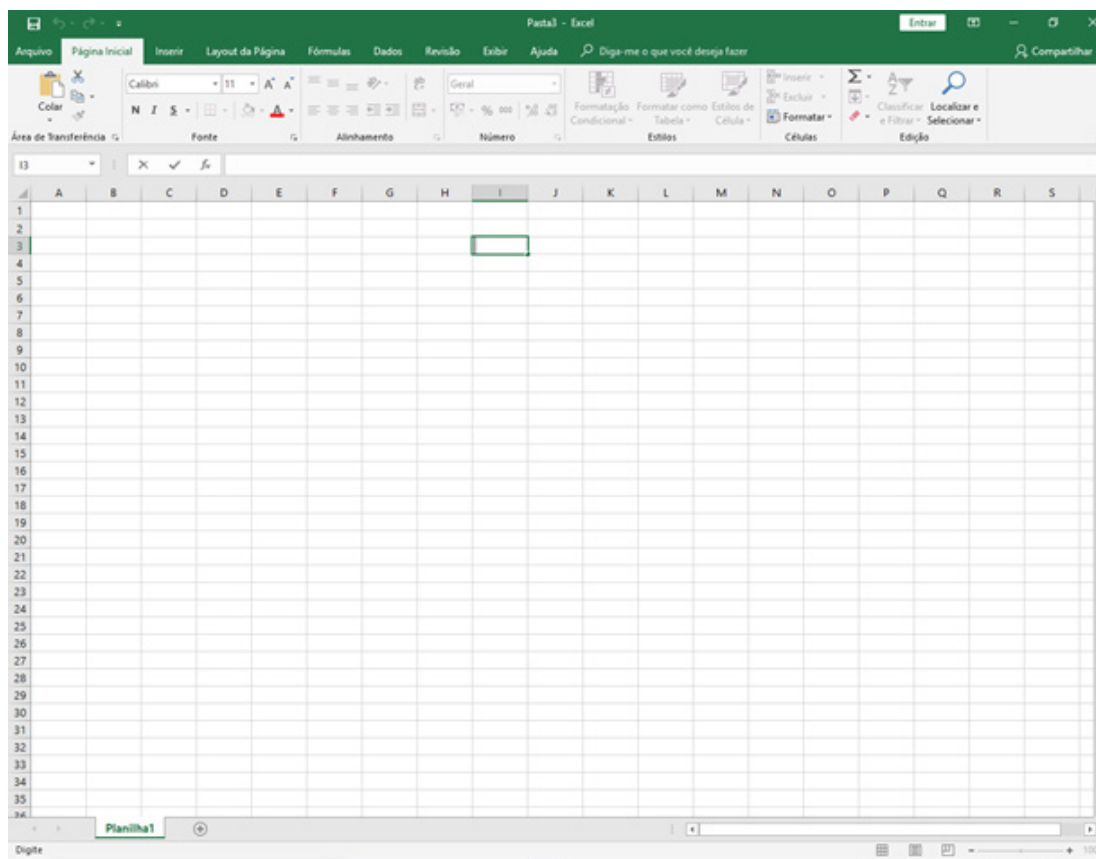 Pasta3 - Excel
Entrar
Arquivo Página Inicial Inserir Layout da Página Fórmulas Dados Revisão Exibir Ajuda Diga-me o que você deseja fazer Compartilhar
Colar
Calibri 11
N I S
Geral
% 000
Formatação Condicional
Formatar como Tabela
Estilos de Célula
Inserir
Excluir
Formatar
Classificar e Filtrar
Localizar e Selecionar
Área de Transferência Fonte Alinhamento Número Estilos Células Edição
I3 fx
A B C D E F G H I J K L M N O P Q R S
1
2
3
4
5
6
7
8
9
10
11
12
13
14
15
16
17
18
19
20
21
22
23
24
25
26
27
28
29
30
31
32
33
34
35
36
Planilha1
Digite
100